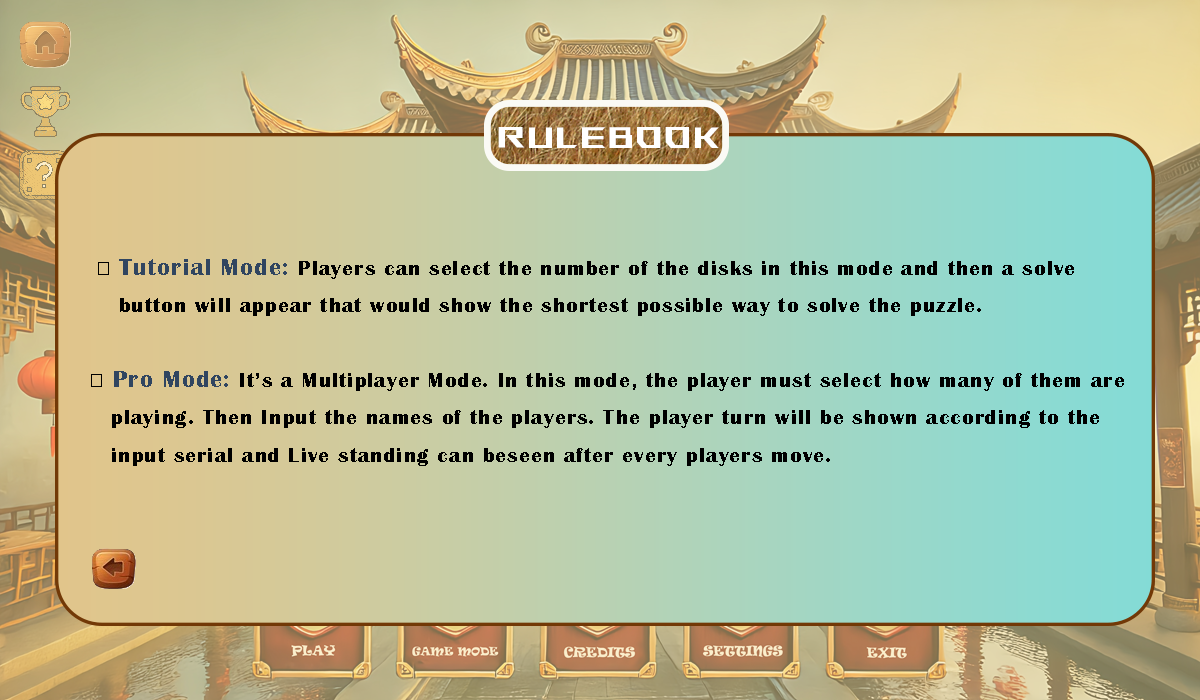 RULEBOOK
Tutorial Mode: Players can select the number of the disks in this mode and then a solve
button will appear that would show the shortest possible way to solve the puzzle.
Pro Mode: It's a Multiplayer Mode. In this mode, the player must select how many of them are
playing. Then Input the names of the players. The player turn will be shown according to the
input serial and Live standing can beseen after every players move.
PLAY
GAME MODE
CREDITS
SETTINGS
EXIT